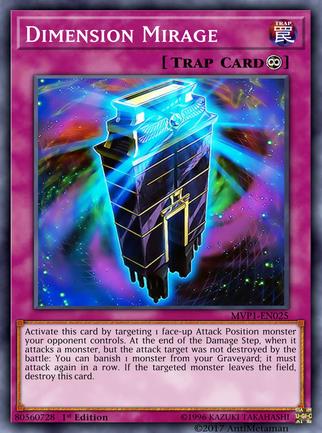 DIMENSION MIRAGE
TRAP
罠
[TRAP CARD]
MVP1-EN025
Activate this card by targeting 1 face-up Attack Position monster
your opponent controls. At the end of the Damage Step, when it
attacks a monster, but the attack target was not destroyed by the
battle: You can banish 1 monster from your Graveyard; it must
attack again in a row. If the targeted monster leaves the field,
destroy this card.
80560728 1st Edition ©1996 KAZUKI TAKAHASHI
©2017 AntiMetaman